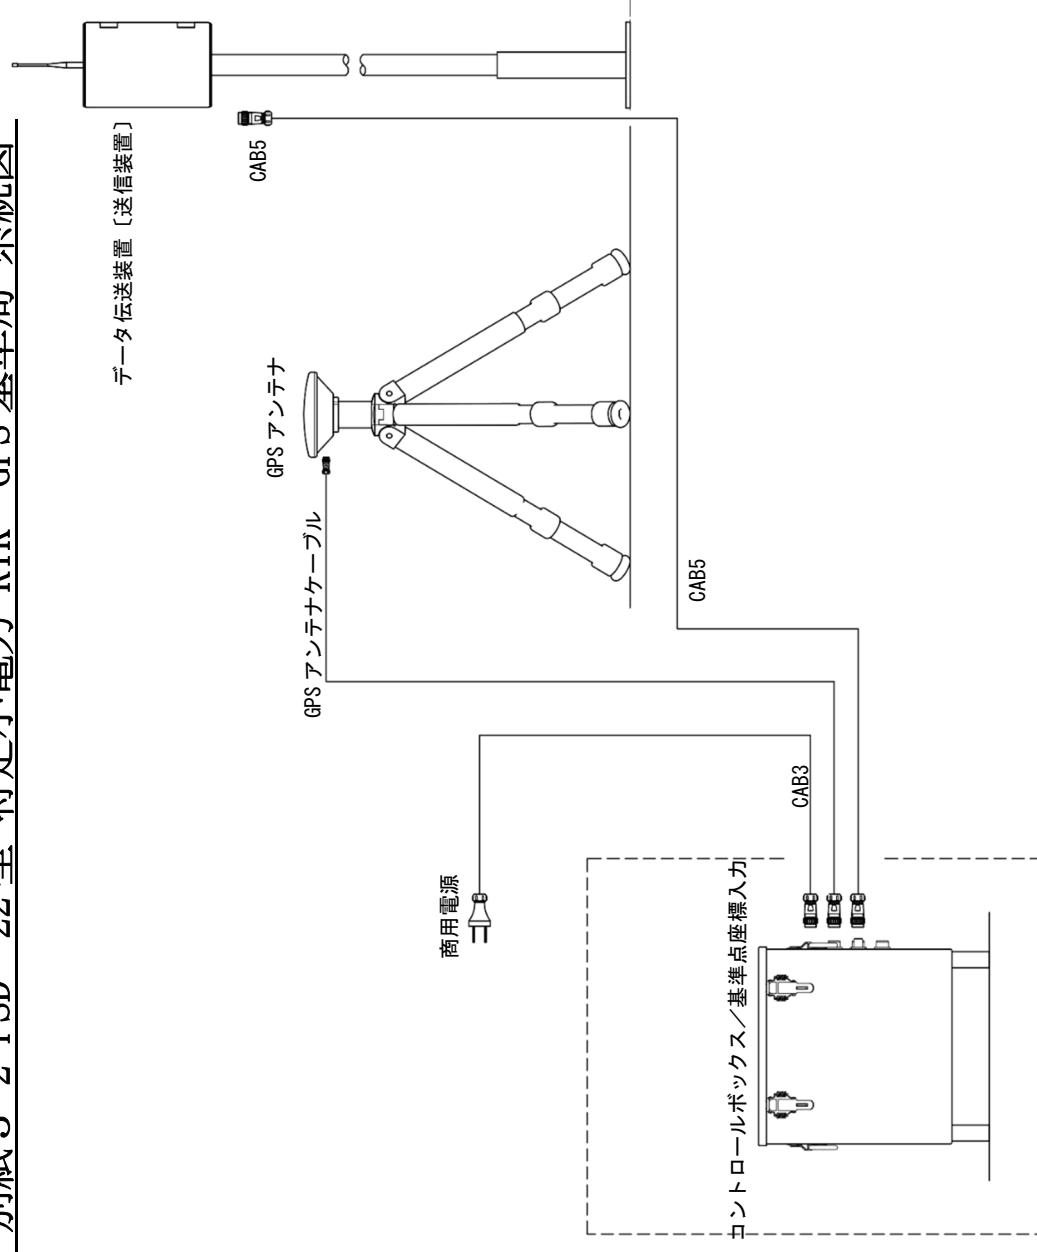 データ伝送装置〔送信装置〕
CAB5
GPS アンテナ
GPS アンテナケーブル
CAB5
CAB3
商用電源
コントロールボックス／基準点座標入力